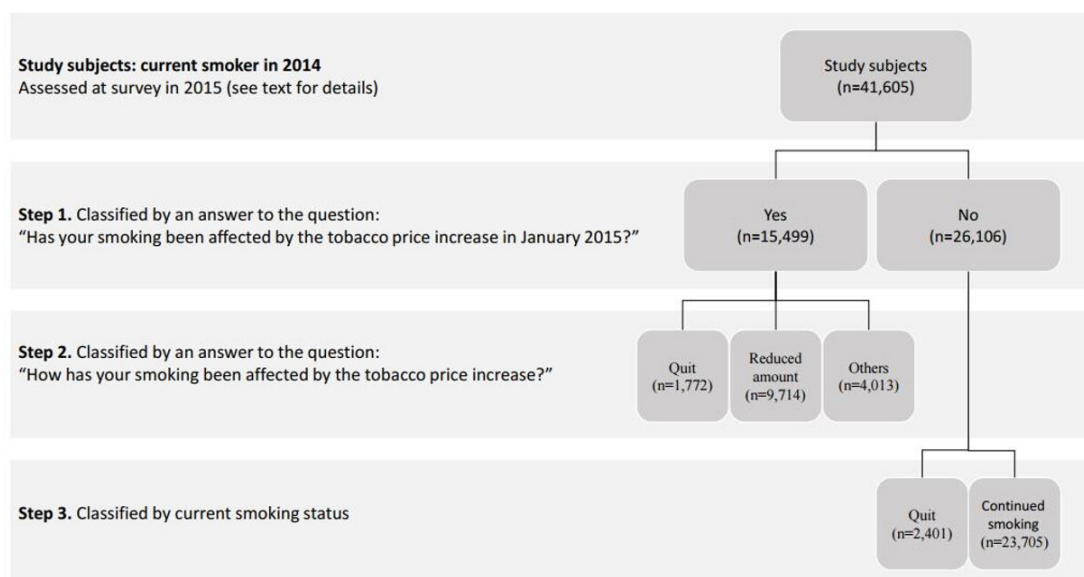 Study subjects: current smoker in 2014
Assessed at survey in 2015 (see text for details)
Study subjects
(n=41,605)
Step 1. Classified by an answer to the question:
“Has your smoking been affected by the tobacco price increase in January 2015?”
Yes
(n=15,499)
No
(n=26,106)
Step 2. Classified by an answer to the question:
“How has your smoking been affected by the tobacco price increase?”
Quit
(n=1,772)
Reduced
amount
(n=9,714)
Others
(n=4,013)
Step 3. Classified by current smoking status
Quit
(n=2,401)
Continued
smoking
(n=23,705)